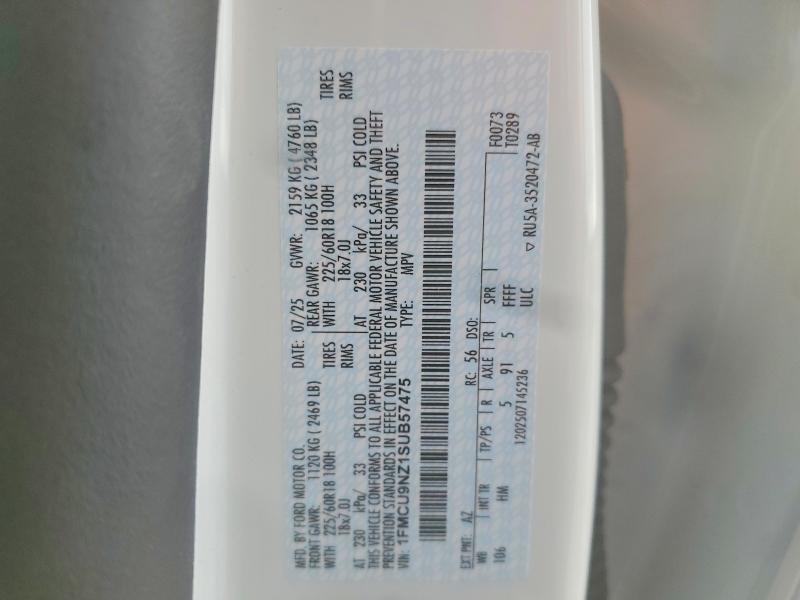 MFD. BY FORD MOTOR CO. DATE: 07/25 GVWR: 2159 KG ( 4760 LB)
FRONT GAWR: 1120 KG ( 2469 LB) REAR GAWR: 1065 KG ( 2348 LB)
WITH 225/60R18 100H TIRES WITH 225/60R18 100H TIRES
18x7.0J RIMS 18x7.0J RIMS
AT 230 kPa/ 33 PSI COLD AT 230 kPa/ 33 PSI COLD
THIS VEHICLE CONFORMS TO ALL APPLICABLE FEDERAL MOTOR VEHICLE SAFETY AND THEFT
PREVENTION STANDARDS IN EFFECT ON THE DATE OF MANUFACTURE SHOWN ABOVE.
VIN: 1FMCU9NZ1SUB57475 TYPE: MPV
EXT PNT: AZ RC: 56 DSO: F0073
WB INT TR TP/PS R AXLE TR SPR T0289
106 HM 5 91 5 FFFF
1202507145236 ULC ▽ RU5A-3520472-AB